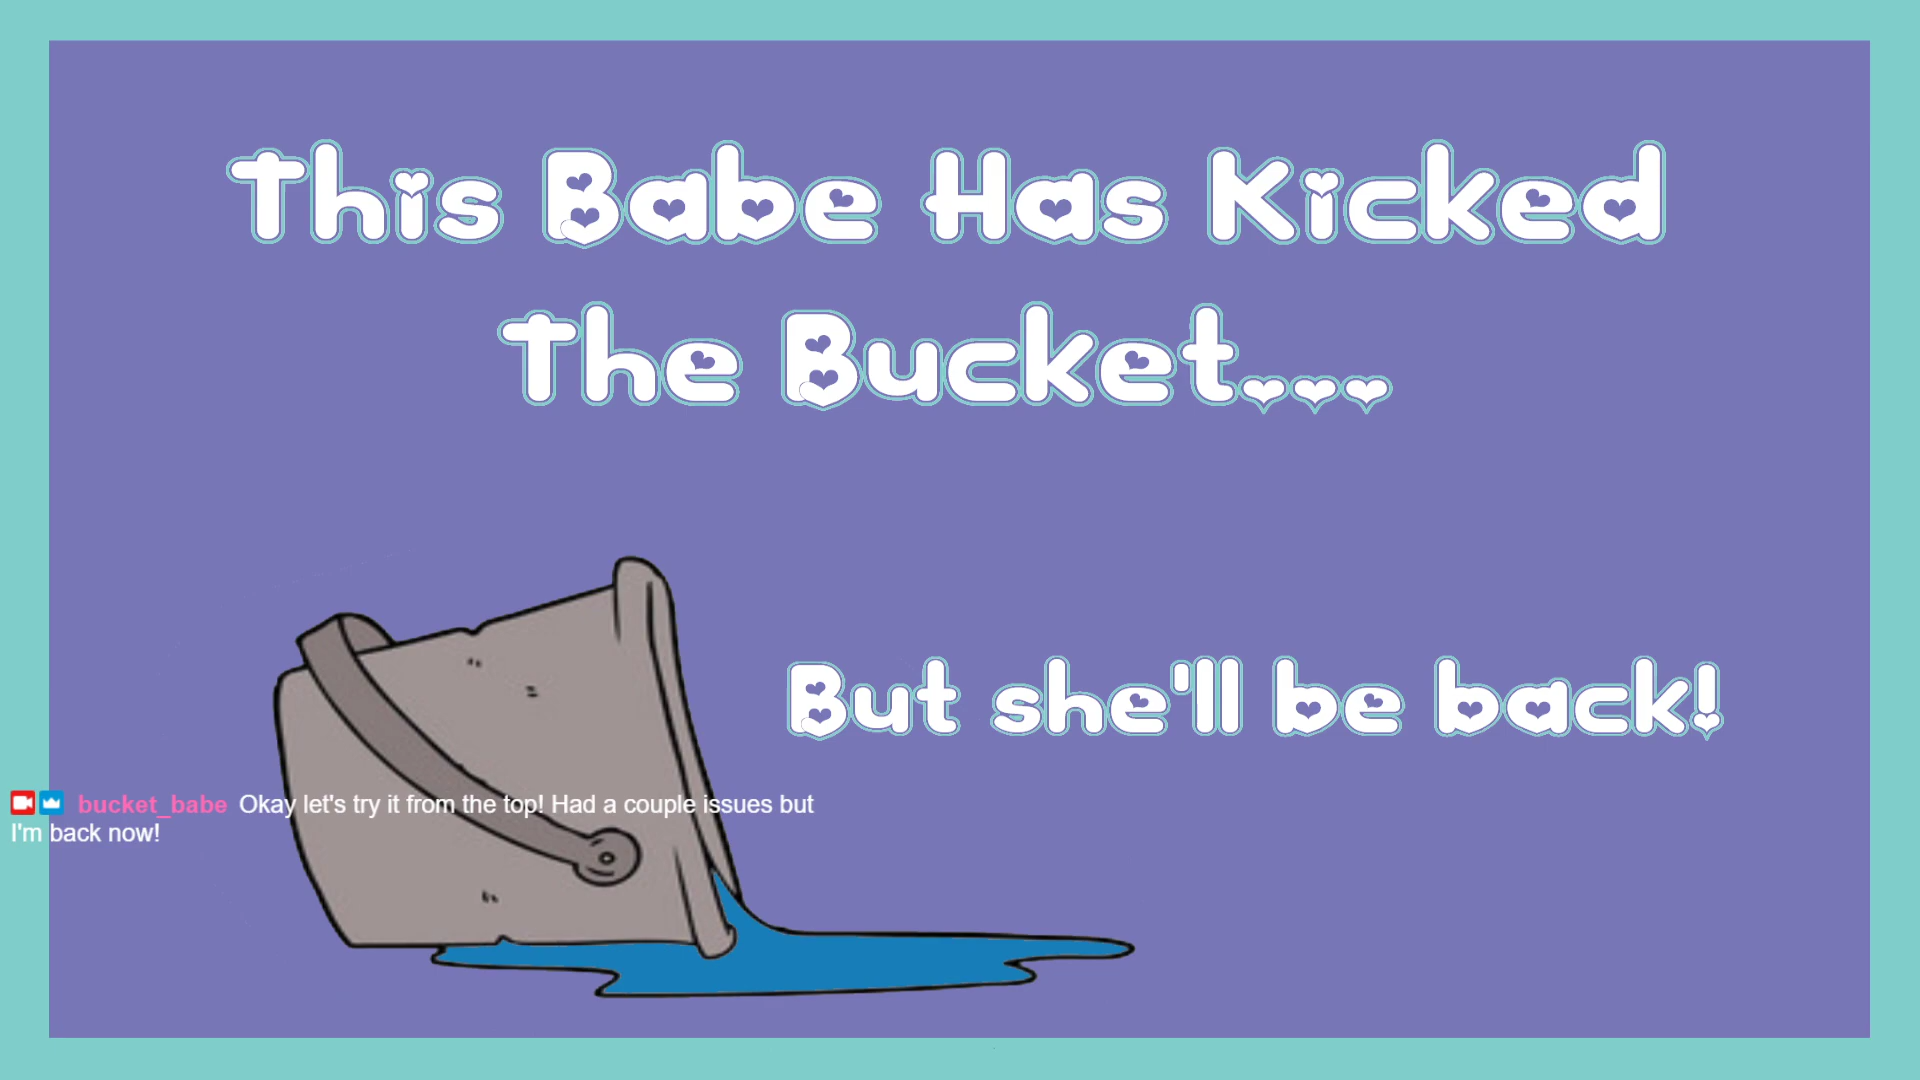 This Babe Has Kicked
The Bucket...
But she'll be back!
bucket_babe Okay let's try it from the top! Had a couple issues but
I'm back now!